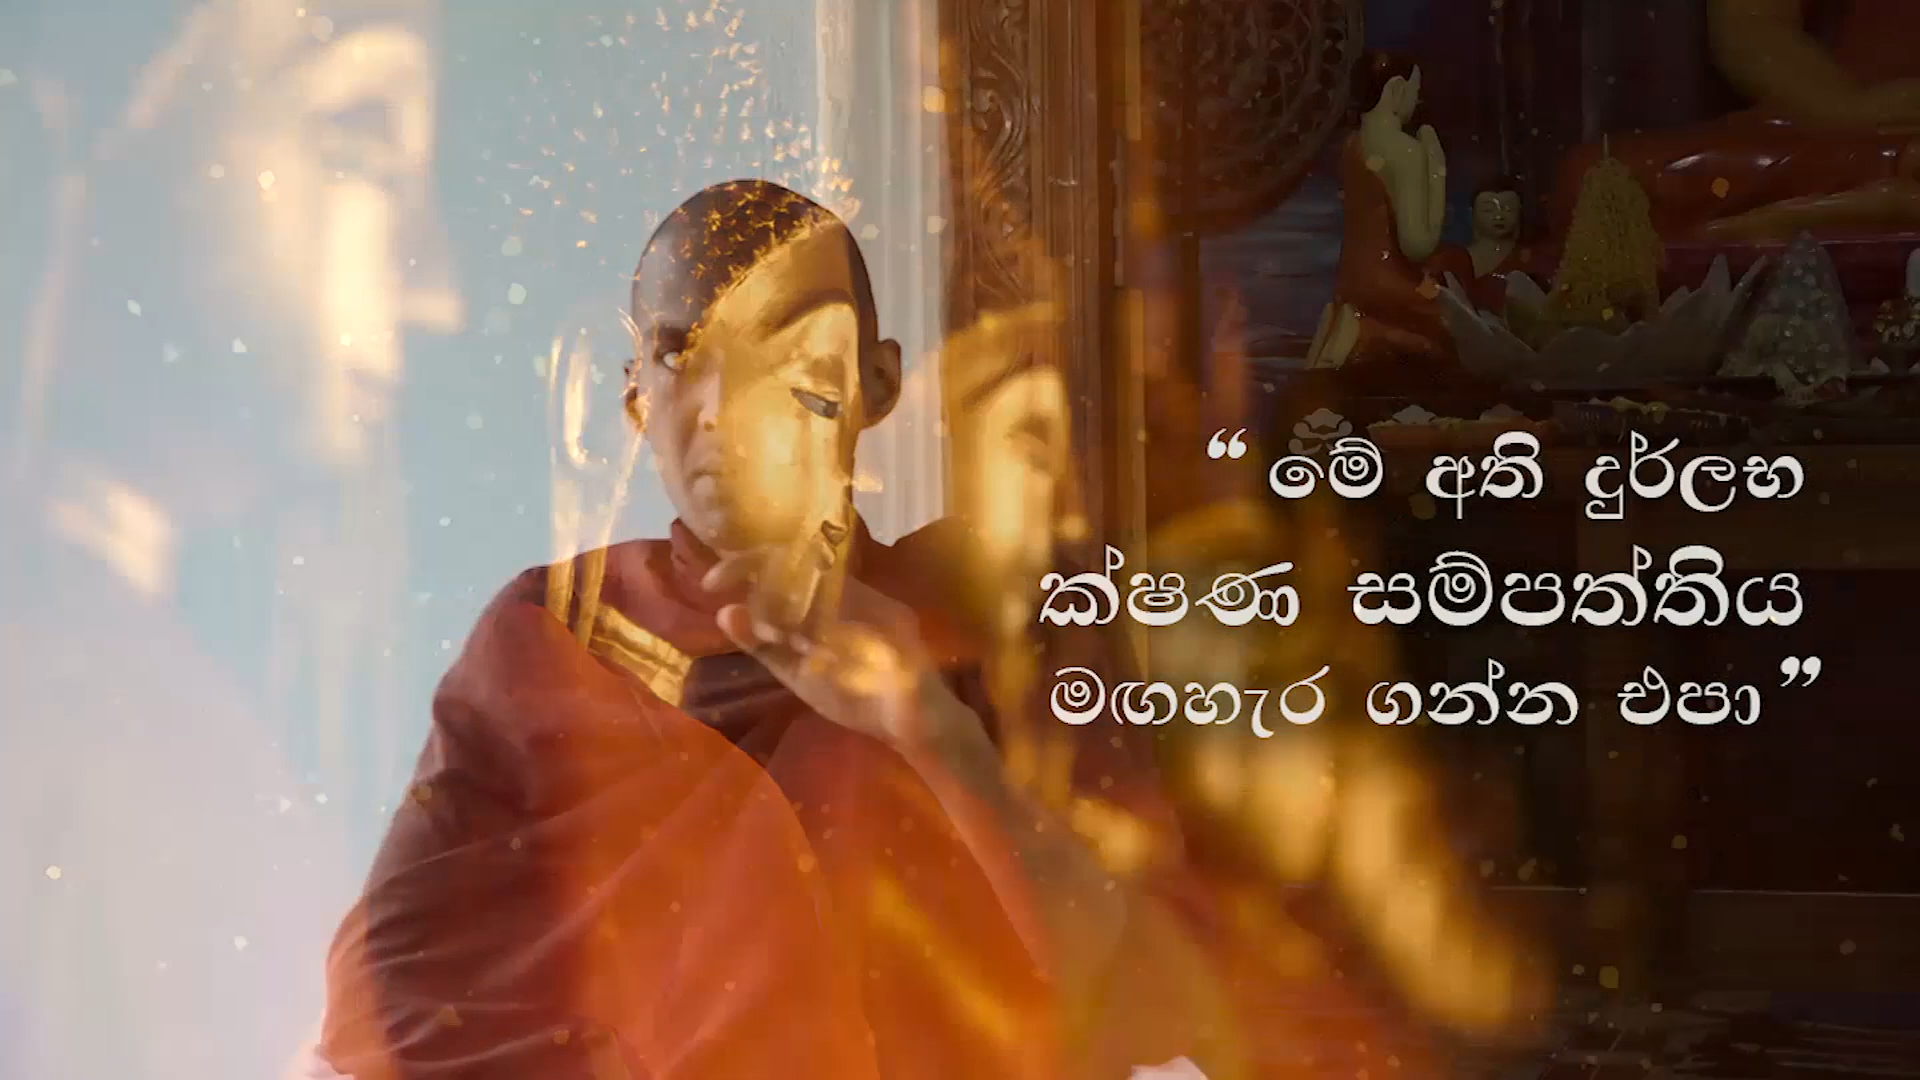 “ මේ අති දුර්ලභ
ක්ෂණ සම්පත්තිය
මඟහැර ගන්න එපා ”